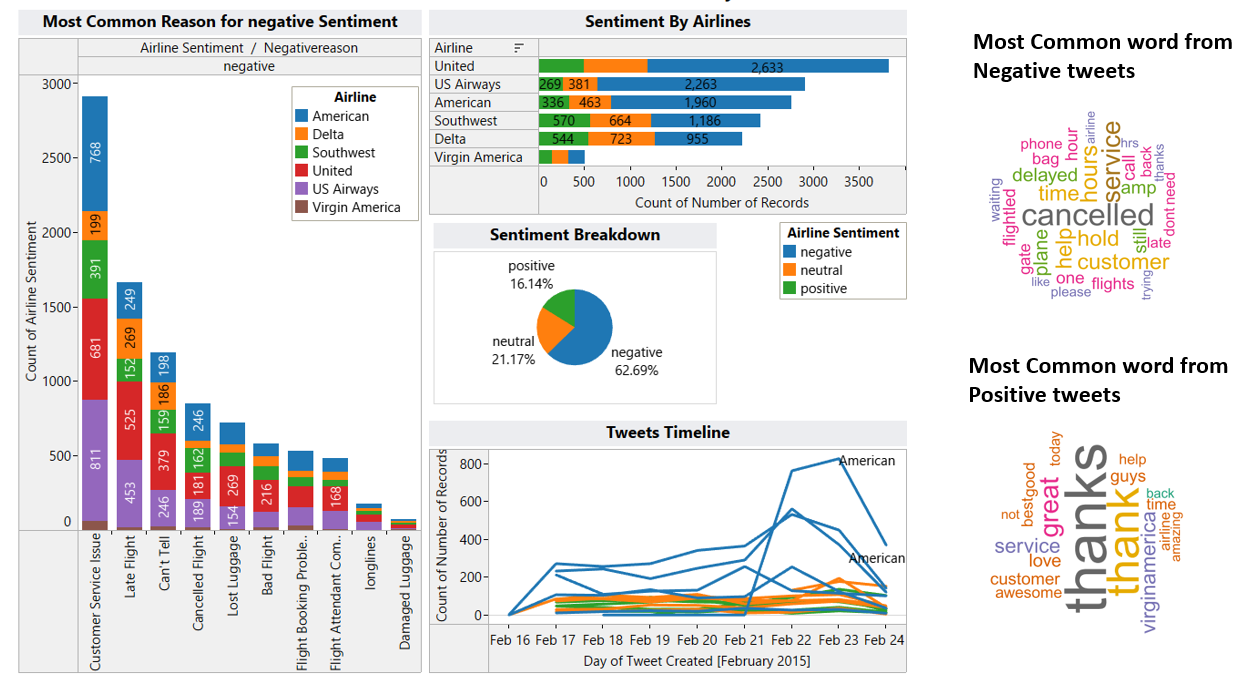 Most Common Reason for negative Sentiment
Airline Sentiment / Negativereason
negative
Count of Airline Sentiment
3000
2500
2000
1500
1000
500
0
Airline
American
Delta
Southwest
United
US Airways
Virgin America
768
199
391
681
811
249
269
152
525
453
198
186
159
379
246
246
162
181
189
269
154
216
168
Customer Service Issue
Late Flight
Can't Tell
Cancelled Flight
Lost Luggage
Bad Flight
Flight Booking Proble..
Flight Attendant Com..
longlines
Damaged Luggage
Sentiment By Airlines
Airline
United
2,633
US Airways
269 381 2,263
American
336 463 1,960
Southwest
570 664 1,186
Delta
544 723 955
Virgin America
0 500 1000 1500 2000 2500 3000 3500
Count of Number of Records
Sentiment Breakdown
positive
16.14%
neutral
21.17%
negative
62.69%
Airline Sentiment
negative
neutral
positive
Tweets Timeline
Count of Number of Records
800
600
400
200
0
American
American
Feb 16 Feb 17 Feb 18 Feb 19 Feb 20 Feb 21 Feb 22 Feb 23 Feb 24
Day of Tweet Created [February 2015]
Most Common word from
Negative tweets
airline
phone
hour
service
hrs
bag
hours
call
back
thanks
delayed
time
amp
waiting
flightled
cancelled
dont
need
gate
plane
help
hold
still
late
customer
like
one
flights
please
trying
Most Common word from
Positive tweets
today
thanks
help
guys
best
good
great
not
thank
back
time
service
love
virginamerica
airline
amazing
customer
awesome